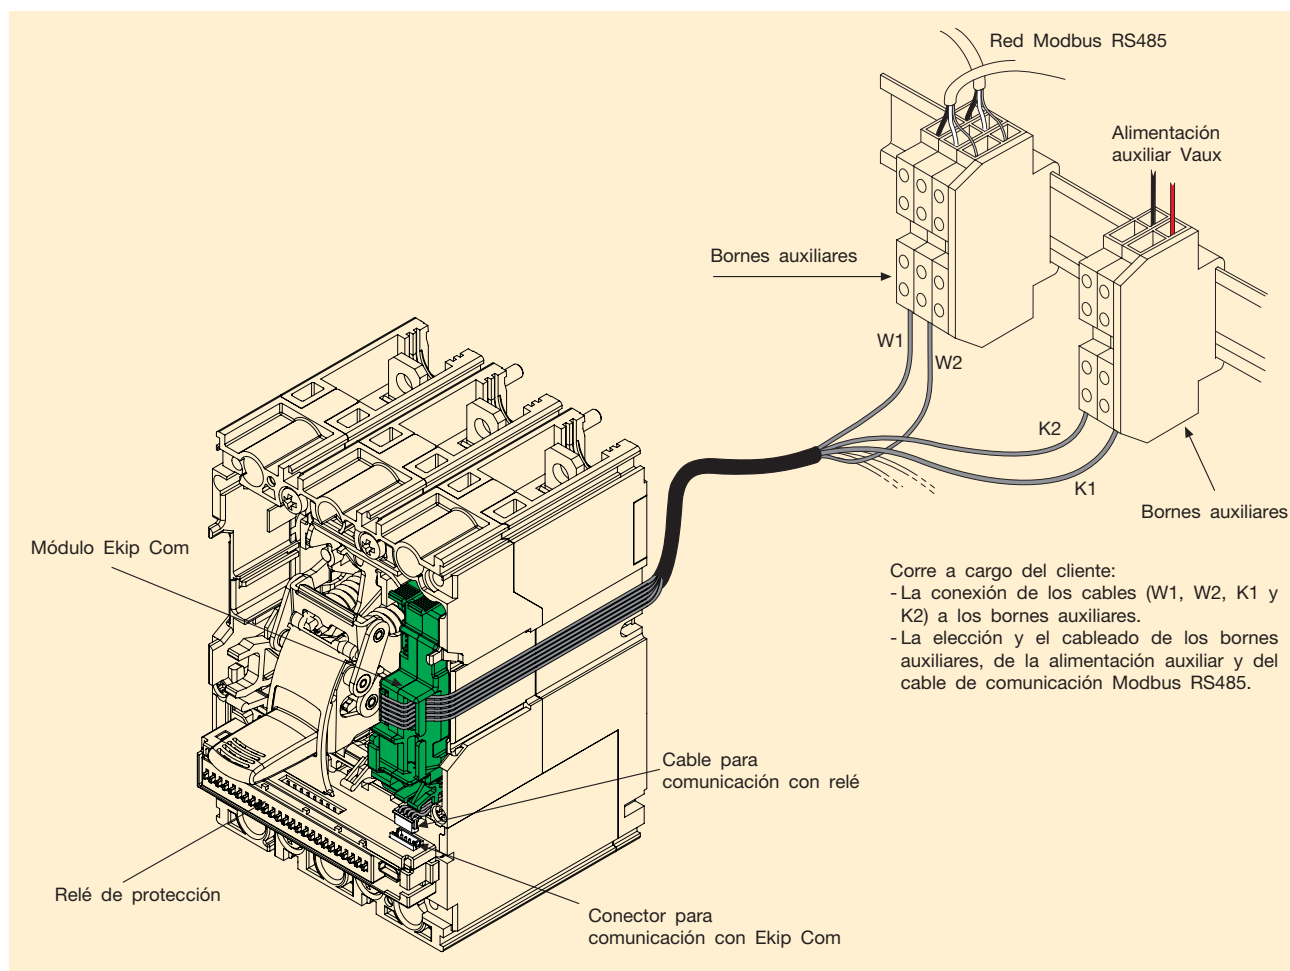 Red Modbus RS485
Alimentación
auxiliar Vaux
Bornes auxiliares
W1
W2
K2
K1
Bornes auxiliares
Módulo Ekip Com
Corre a cargo del cliente:
- La conexión de los cables (W1, W2, K1 y
K2) a los bornes auxiliares.
- La elección y el cableado de los bornes
auxiliares, de la alimentación auxiliar y del
cable de comunicación Modbus RS485.
Cable para
comunicación con relé
Relé de protección
Conector para
comunicación con Ekip Com